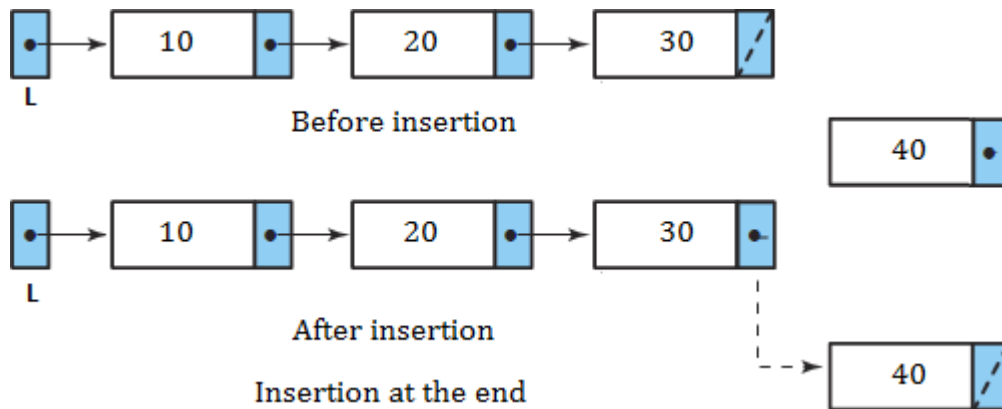 10 20 30
L
Before insertion
40
10 20 30
L
After insertion
40
Insertion at the end